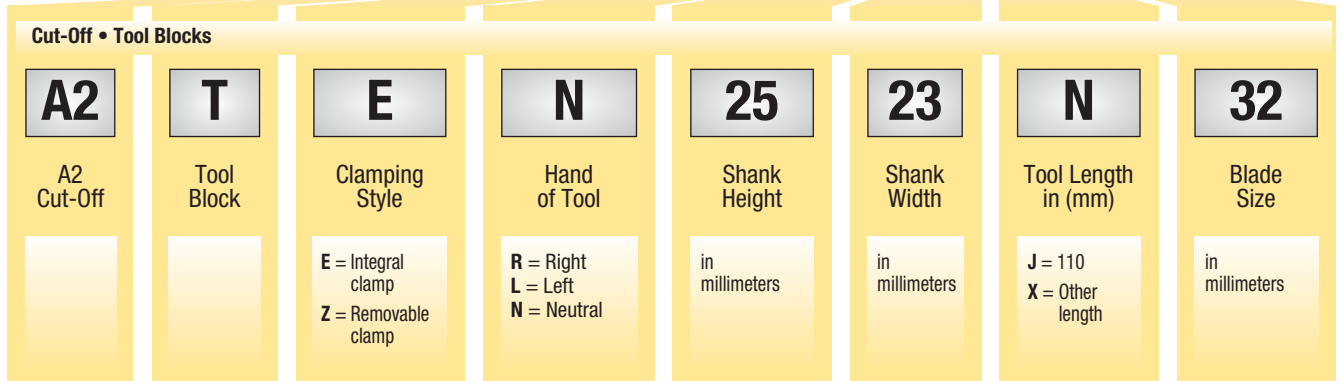 Cut-Off • Tool Blocks
A2 T E N 25 23 N 32
A2
Cut-Off
Tool
Block
Clamping
Style
Hand
of Tool
Shank
Height
Shank
Width
Tool Length
in (mm)
Blade
Size
E = Integral
clamp
Z = Removable
clamp
R = Right
L = Left
N = Neutral
in
millimeters
in
millimeters
J = 110
X = Other
length
in
millimeters